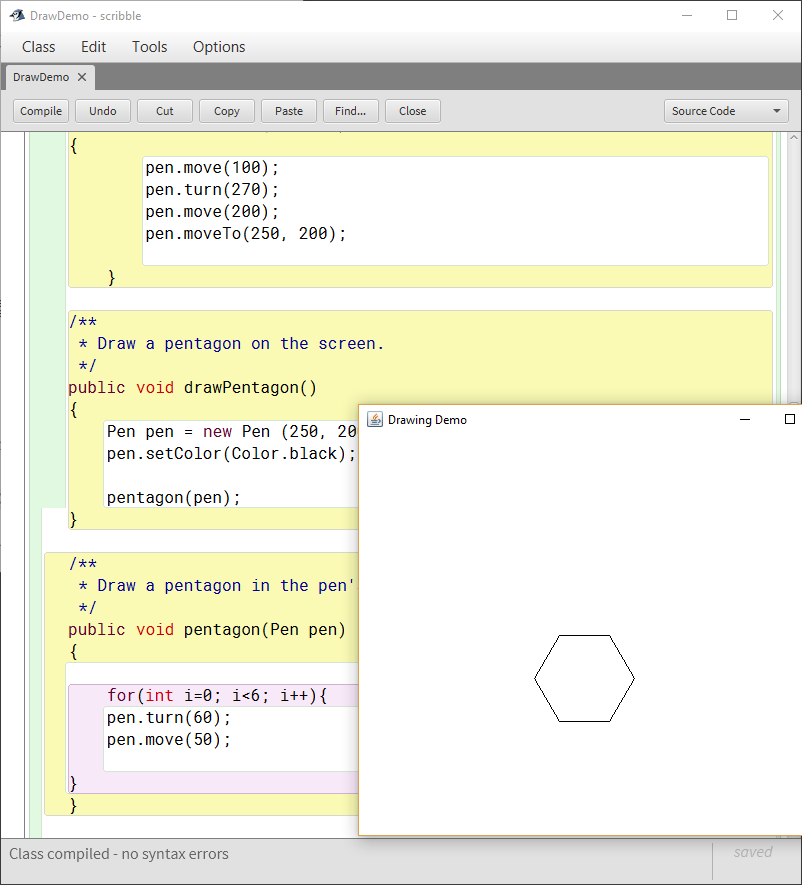 DrawDemo - scribble
Class Edit Tools Options
DrawDemo
Compile Undo Cut Copy Paste Find... Close Source Code
{
pen.move(100);
pen.turn(270);
pen.move(200);
pen.moveTo(250, 200);
}
/**
* Draw a pentagon on the screen.
*/
public void drawPentagon()
{
Pen pen = new Pen (250, 20
pen.setColor(Color.black);
pentagon(pen);
}
/**
* Draw a pentagon in the pen'
*/
public void pentagon(Pen pen)
{
for(int i=0; i<6; i++){
pen.turn(60);
pen.move(50);
}
}
Drawing Demo
Class compiled - no syntax errors
saved